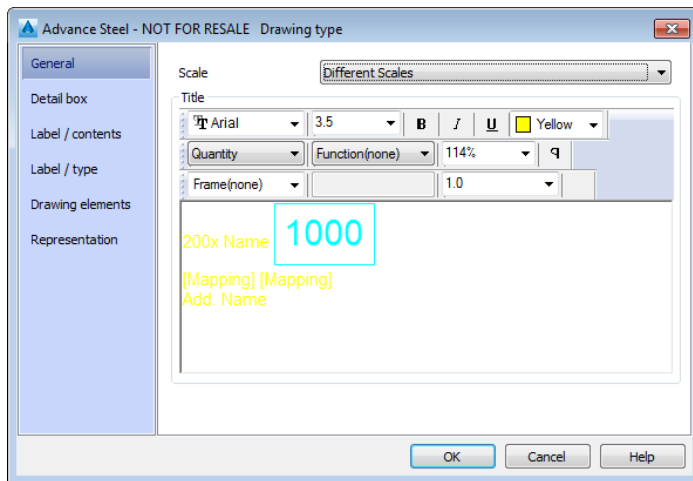 Advance Steel - NOT FOR RESALE Drawing type
General
Detail box
Label / contents
Label / type
Drawing elements
Representation
Scale
Different Scales
Title
Arial
3.5
B
I
U
Yellow
Quantity
Function(none)
114%
Frame(none)
1.0
200x Name 1000
[Mapping] [Mapping]
Add. Name
OK
Cancel
Help